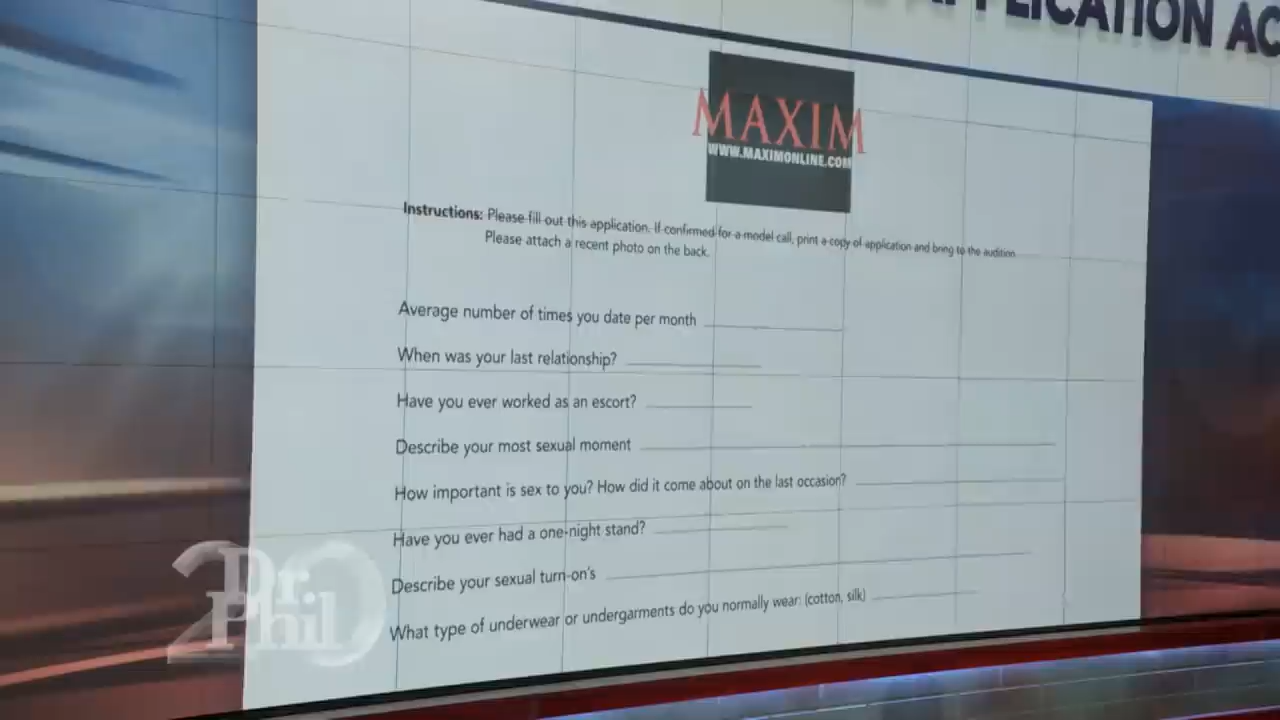 APPLICATION AC
MAXIM
WWW.MAXIMONLINE.COM
Instructions: Please fill out this application. If confirmed for a model call, print a copy of application and bring to the audition
Please attach a recent photo on the back.
Average number of times you date per month
When was your last relationship?
Have you ever worked as an escort?
Describe your most sexual moment
How important is sex to you? How did it come about on the last occasion?
Have you ever had a one-night stand?
Describe your sexual turn-on's
What type of underwear or undergarments do you normally wear: (cotton, silk)
20
Dr.
Phil